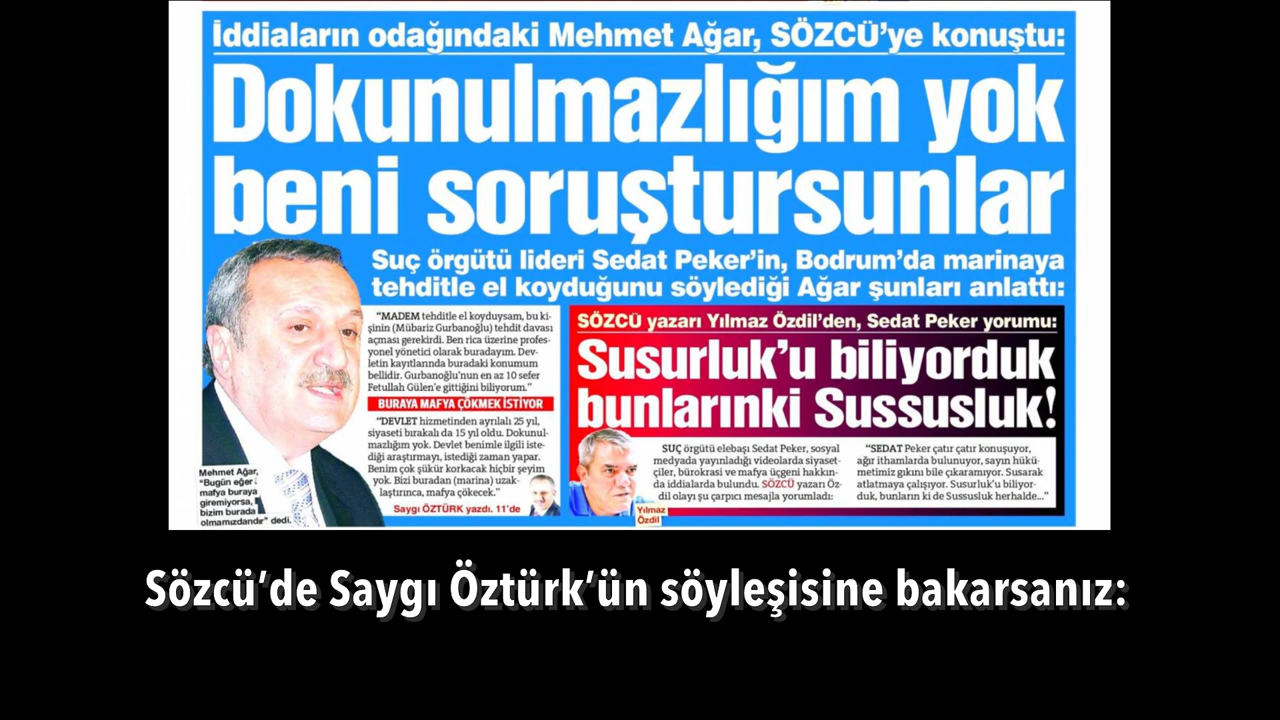 İddiaların odağındaki Mehmet Ağar, SÖZCÜ'ye konuştu:
Dokunulmazlığım yok
beni soruştursunlar
Suç örgütü lideri Sedat Peker'in, Bodrum'da marinaya
tehditle el koyduğunu söylediği Ağar şunları anlattı:
"MADEM tehditle el koyduysam, bu ki-
şinin (Mübariz Gurbanoğlu) tehdit davası
açması gerekirdi. Ben rica üzerine profes-
yonel yönetici olarak buradayım. Dev-
letin kayıtlarında buradaki konumum
bellidir. Gurbanoğlu'nun en az 10 sefer
Fetullah Gülen'e gittiğini biliyorum."
BURAYA MAFYA ÇÖKMEK İSTİYOR
"DEVLET hizmetinden ayrılalı 25 yıl,
siyaseti bırakalı da 15 yıl oldu. Dokunul-
mazlığım yok. Devlet benimle ilgili iste-
diği araştırmayı, istediği zaman yapar.
Benim çok şükür korkacak hiçbir şeyim
yok. Bizi buradan (marina) uzak-
laştırınca, mafya çökecek."
Saygı ÖZTÜRK yazdı. 11'de
Mehmet Ağar,
"Bugün eğer
mafya buraya
giremiyorsa,
bizim burada
olmamızdandır" dedi.
SÖZCÜ yazarı Yılmaz Özdil'den, Sedat Peker yorumu:
Susurluk'u biliyorduk
bunlarınki Sussusluk!
SUÇ örgütü elebaşı Sedat Peker, sosyal
medyada yayınladığı videolarda siyaset-
çiler, bürokrasi ve mafya üçgeni hakkın-
da iddialarda bulundu. SÖZCÜ yazarı Öz-
dil olayı şu çarpıcı mesajla yorumladı:
"SEDAT Peker çatır çatır konuşuyor,
ağır ithamlarda bulunuyor, sayın hükü-
metimiz gıkını bile çıkaramıyor. Susarak
atlatmaya çalışıyor. Susurluk'u biliyor-
duk, bunların ki de Sussusluk herhalde..."
Yılmaz
Özdil
Sözcü'de Saygı Öztürk'ün söyleşisine bakarsanız: